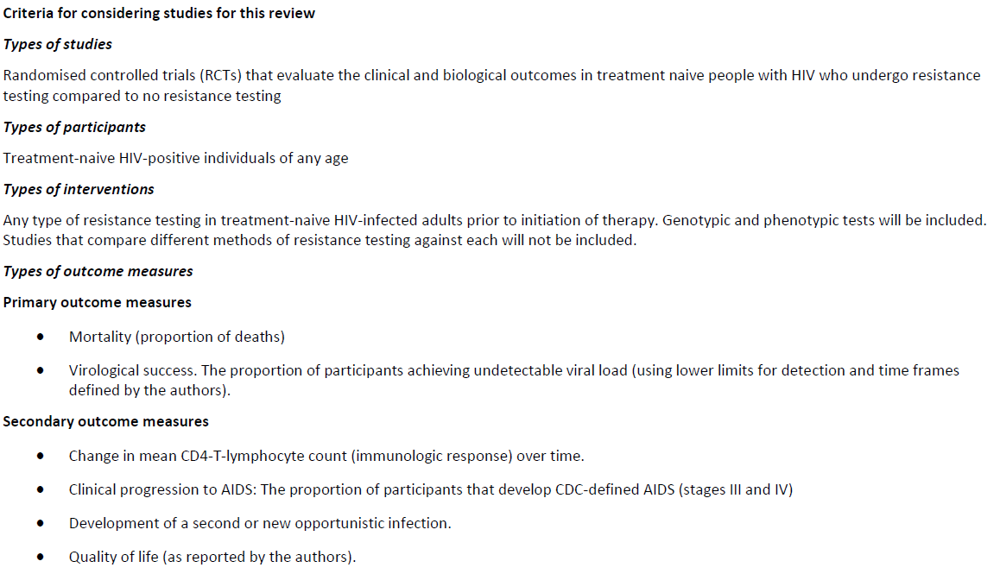 Criteria for considering studies for this review
Types of studies
Randomised controlled trials (RCTs) that evaluate the clinical and biological outcomes in treatment naive people with HIV who undergo resistance
testing compared to no resistance testing
Types of participants
Treatment-naive HIV-positive individuals of any age
Types of interventions
Any type of resistance testing in treatment-naive HIV-infected adults prior to initiation of therapy. Genotypic and phenotypic tests will be included.
Studies that compare different methods of resistance testing against each will not be included.
Types of outcome measures
Primary outcome measures
• Mortality (proportion of deaths)
• Virological success. The proportion of participants achieving undetectable viral load (using lower limits for detection and time frames
defined by the authors).
Secondary outcome measures
• Change in mean CD4-T-lymphocyte count (immunologic response) over time.
• Clinical progression to AIDS: The proportion of participants that develop CDC-defined AIDS (stages III and IV)
• Development of a second or new opportunistic infection.
• Quality of life (as reported by the authors).